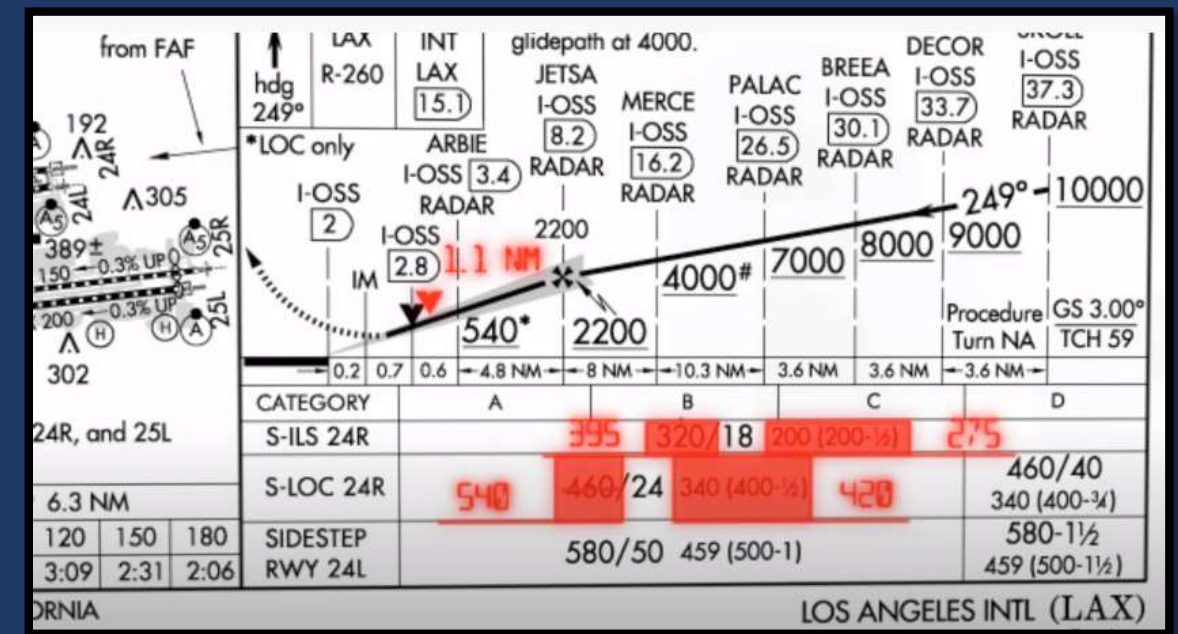 from FAF
192
24R
24L
A5
305
389±
A5
25R
150
0.3% UP
200
0.3% UP
H
H
A
25L
302
24R, and 25L
6.3 NM
120 150 180
3:09 2:31 2:06
ORNIA
hdg
249°
LAX
R-260
INT
LAX
15.1
glidepath at 4000.
*LOC only
I-OSS
2
IM
I-OSS
2.8
1.1 NM
ARBIE
I-OSS 3.4
RADAR
JETSA
I-OSS
8.2
RADAR
2200
MERCE
I-OSS
16.2
RADAR
PALAC
I-OSS
26.5
RADAR
BREEA
I-OSS
30.1
RADAR
DECOR
I-OSS
33.7
RADAR
I-OSS
37.3
RADAR
249°
10000
9000
8000
7000
4000#
2200
540*
Procedure
Turn NA
GS 3.00°
TCH 59
0.2 0.7 0.6 4.8 NM 8 NM 10.3 NM 3.6 NM 3.6 NM 3.6 NM
CATEGORY A B C D
S-ILS 24R 395 320/18 200 (200-½) 275
S-LOC 24R 540 460/24 340 (400-½) 420
460/40
340 (400-¾)
SIDESTEP
RWY 24L
580/50 459 (500-1)
580-1½
459 (500-1½)
LOS ANGELES INTL (LAX)